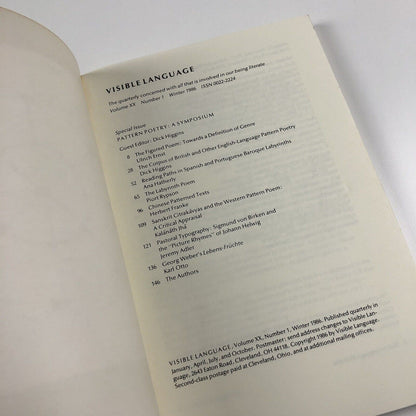 VISIBLE LANGUAGE
The quarterly concerned with all that is involved in our being literate
Volume XX Number 1 Winter 1986 ISSN 0022-2224
Special Issue
PATTERN POETRY: A SYMPOSIUM
Guest Editor: Dick Higgins
8 The Figured Poem: Towards a Definition of Genre
Ulrich Ernst
28 The Corpus of British and Other English-Language Pattern Poetry
Dick Higgins
52 Reading Paths in Spanish and Portuguese Baroque Labyrinths
Ana Hatherly
65 The Labyrinth Poem
Piotr Rypson
96 Chinese Patterned Texts
Herbert Franke
109 Sanskrit Citrakāvyas and the Western Pattern Poem:
A Critical Appraisal
Kalānāth Jhā
121 Pastoral Typography: Sigmund von Birken and
the "Picture Rhymes" of Johann Helwig
Jeremy Adler
136 Georg Weber's Lebens-Früchte
Karl Otto
146 The Authors
VISIBLE LANGUAGE, Volume XX, Number 1, Winter 1986. Published quarterly in
January, April, July, and October. Postmaster: send address changes to Visible Lan-
guage, 2643 Eaton Road, Cleveland, OH 44118. Copyright 1986 by Visible Language.
Second-class postage paid at Cleveland, Ohio, and at additional mailing offices.